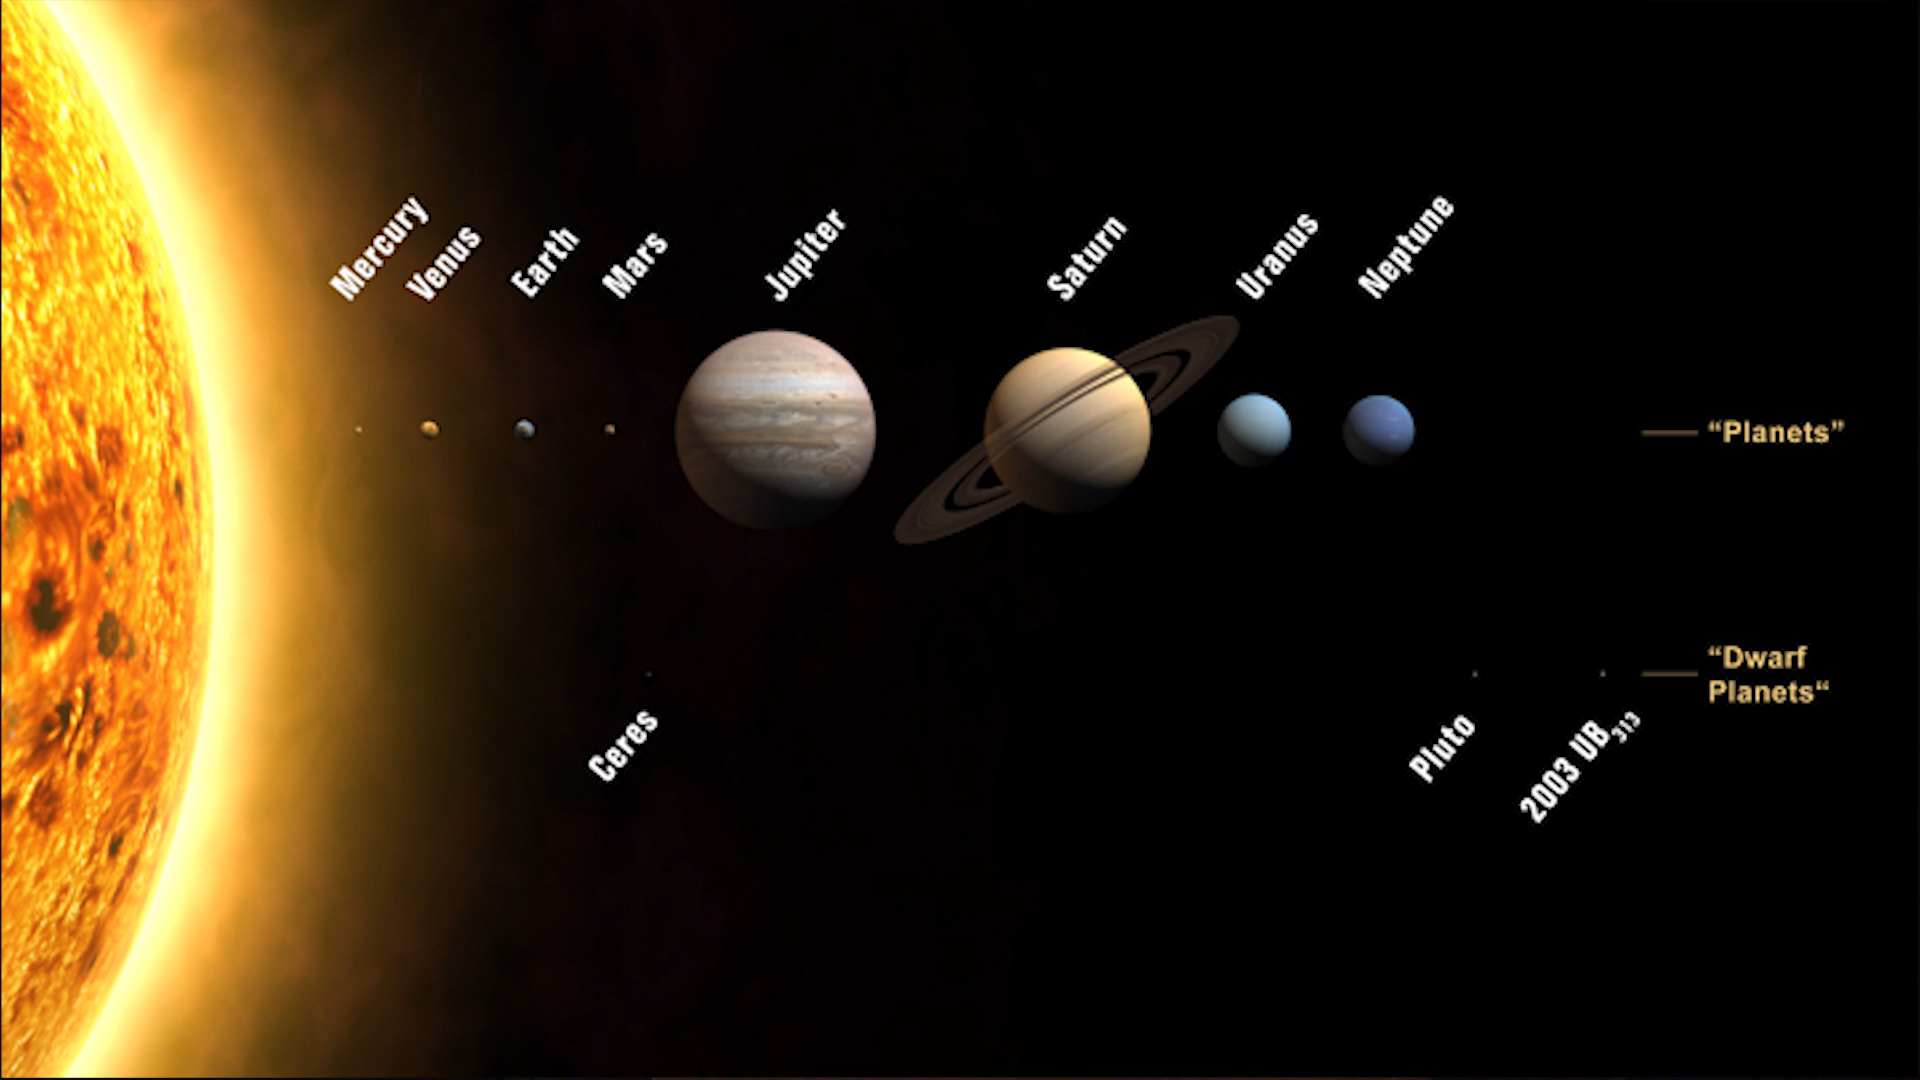 Mercury
Venus
Earth
Mars
Jupiter
Saturn
Uranus
Neptune
“Planets”
“Dwarf
Planets“
Ceres
Pluto
2003 UB₃₁₃